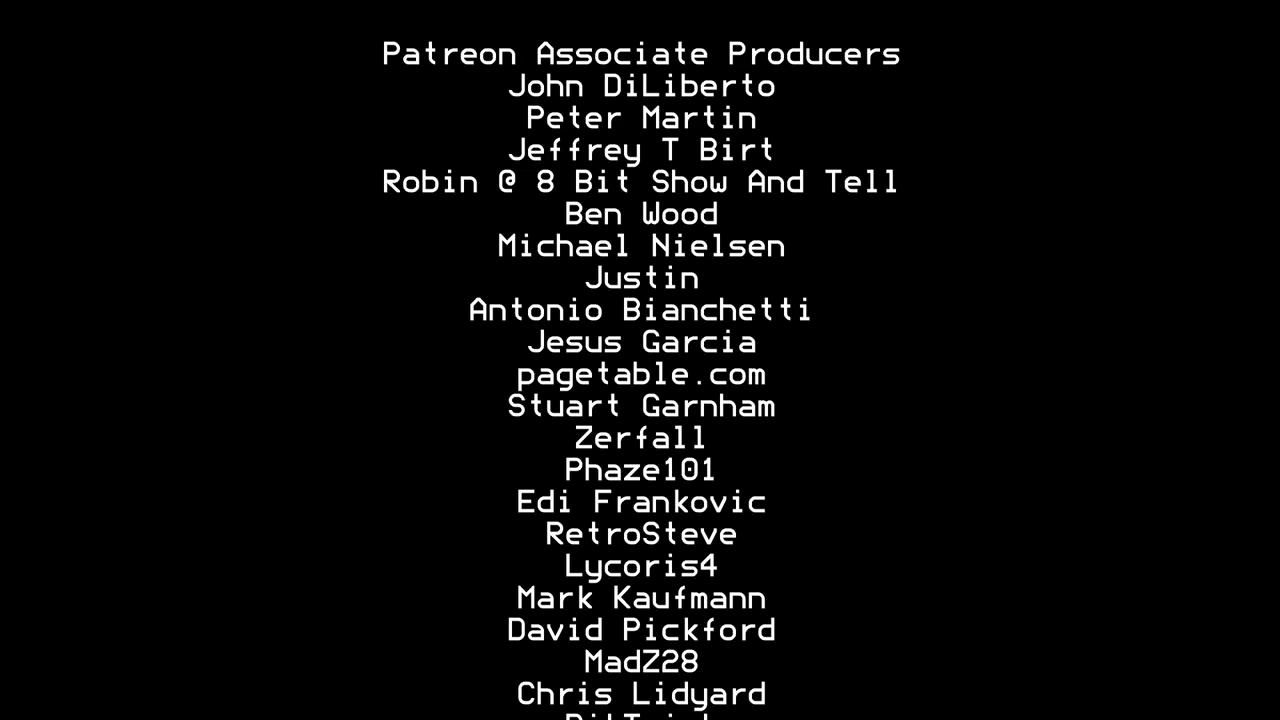 Patreon Associate Producers
John DiLiberto
Peter Martin
Jeffrey T Birt
Robin @ 8 Bit Show And Tell
Ben Wood
Michael Nielsen
Justin
Antonio Bianchetti
Jesus Garcia
pagetable.com
Stuart Garnham
Zerfall
Phaze101
Edi Frankovic
RetroSteve
Lycoris4
Mark Kaufmann
David Pickford
MadZ28
Chris Lidyard